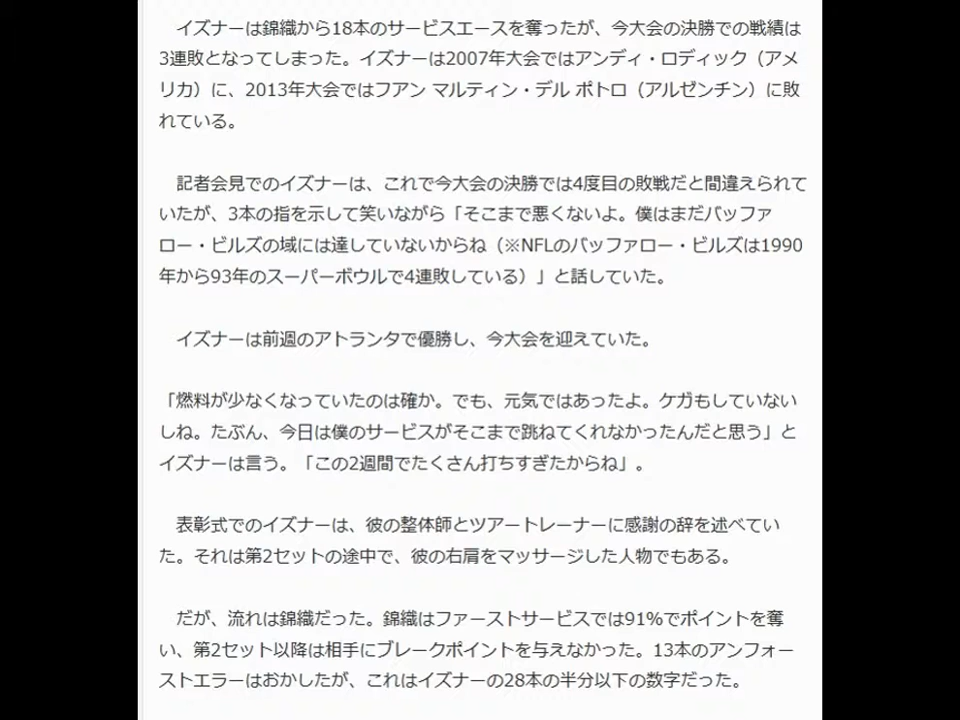 イズナーは錦織から18本のサービスエースを奪ったが、今大会の決勝での戦績は
3連敗となってしまった。イズナーは2007年大会ではアンディ・ロディック（アメ
リカ）に、2013年大会ではフアン マルティン・デル ポトロ（アルゼンチン）に敗
れている。
記者会見でのイズナーは、これで今大会の決勝では4度目の敗戦だと間違えられて
いたが、3本の指を示して笑いながら「そこまで悪くないよ。僕はまだバッファ
ロー・ビルズの域には達していないからね（※NFLのバッファロー・ビルズは1990
年から93年のスーパーボウルで4連敗している）」と話していた。
イズナーは前週のアトランタで優勝し、今大会を迎えていた。
「燃料が少なくなっていたのは確か。でも、元気ではあったよ。ケガもしていない
しね。たぶん、今日は僕のサービスがそこまで跳ねてくれなかったんだと思う」と
イズナーは言う。「この2週間でたくさん打ちすぎたからね」。
表彰式でのイズナーは、彼の整体師とツアートレーナーに感謝の辞を述べてい
た。それは第2セットの途中で、彼の右肩をマッサージした人物でもある。
だが、流れは錦織だった。錦織はファーストサービスでは91%でポイントを奪
い、第2セット以降は相手にブレークポイントを与えなかった。13本のアンフォー
ストエラーはおかしたが、これはイズナーの28本の半分以下の数字だった。